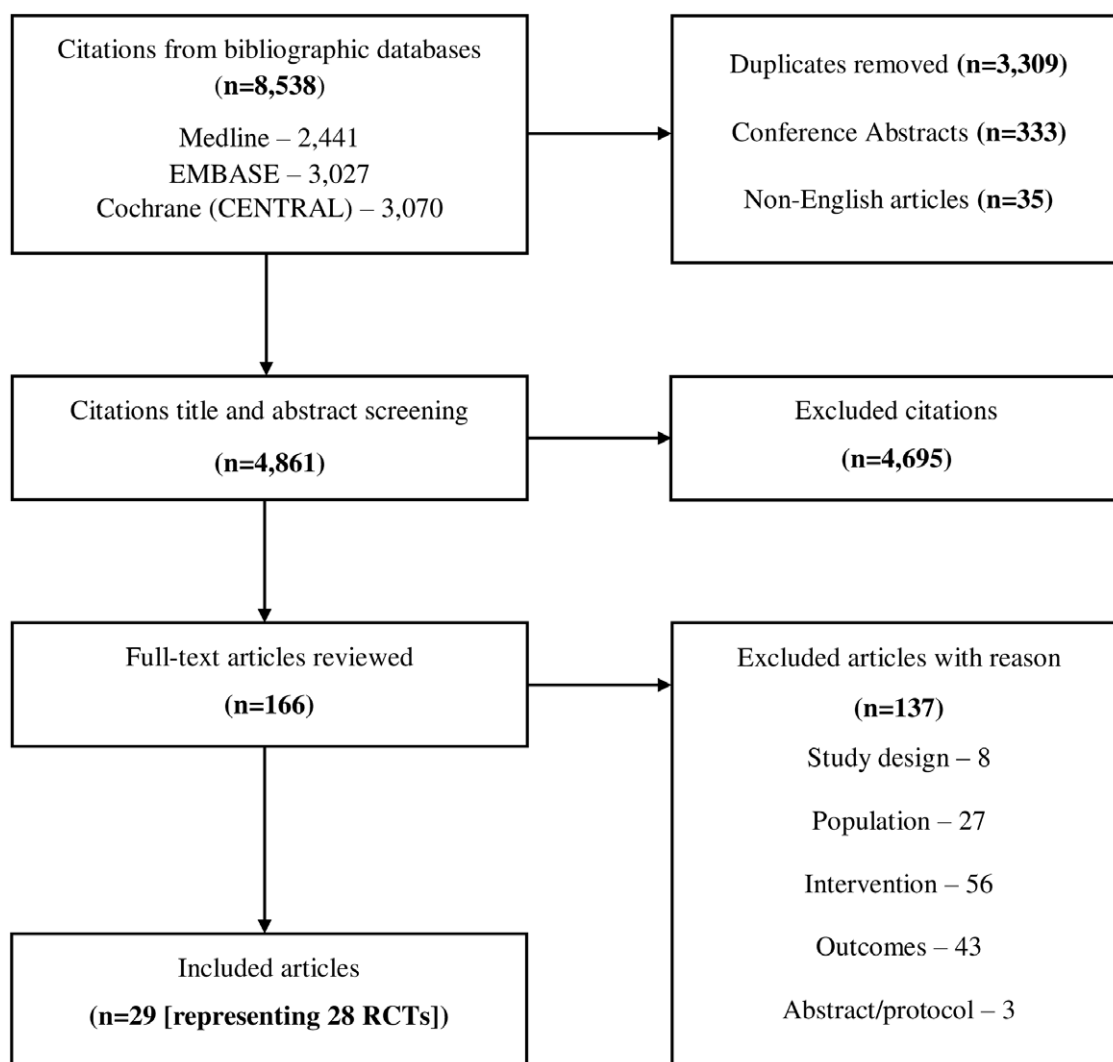 Citations from bibliographic databases
(n=8,538)
Medline – 2,441
EMBASE – 3,027
Cochrane (CENTRAL) – 3,070
Duplicates removed (n=3,309)
Conference Abstracts (n=333)
Non-English articles (n=35)
Citations title and abstract screening
(n=4,861)
Excluded citations
(n=4,695)
Full-text articles reviewed
(n=166)
Excluded articles with reason
(n=137)
Study design – 8
Population – 27
Intervention – 56
Outcomes – 43
Abstract/protocol – 3
Included articles
(n=29 [representing 28 RCTs])